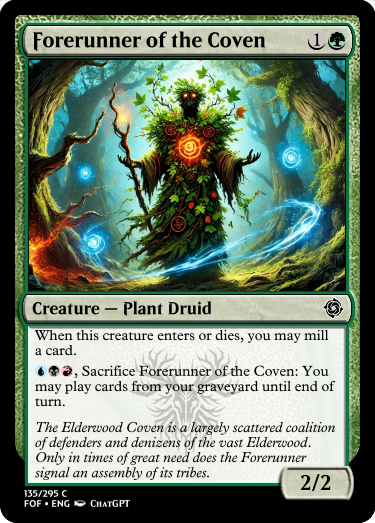 Forerunner of the Coven 1
Creature — Plant Druid
When this creature enters or dies, you may mill
a card.
, Sacrifice Forerunner of the Coven: You
may play cards from your graveyard until end of
turn.
The Elderwood Coven is a largely scattered coalition
of defenders and denizens of the vast Elderwood.
Only in times of great need does the Forerunner
signal an assembly of its tribes.
2/2
135/295 C
FOF • ENG ChatGPT